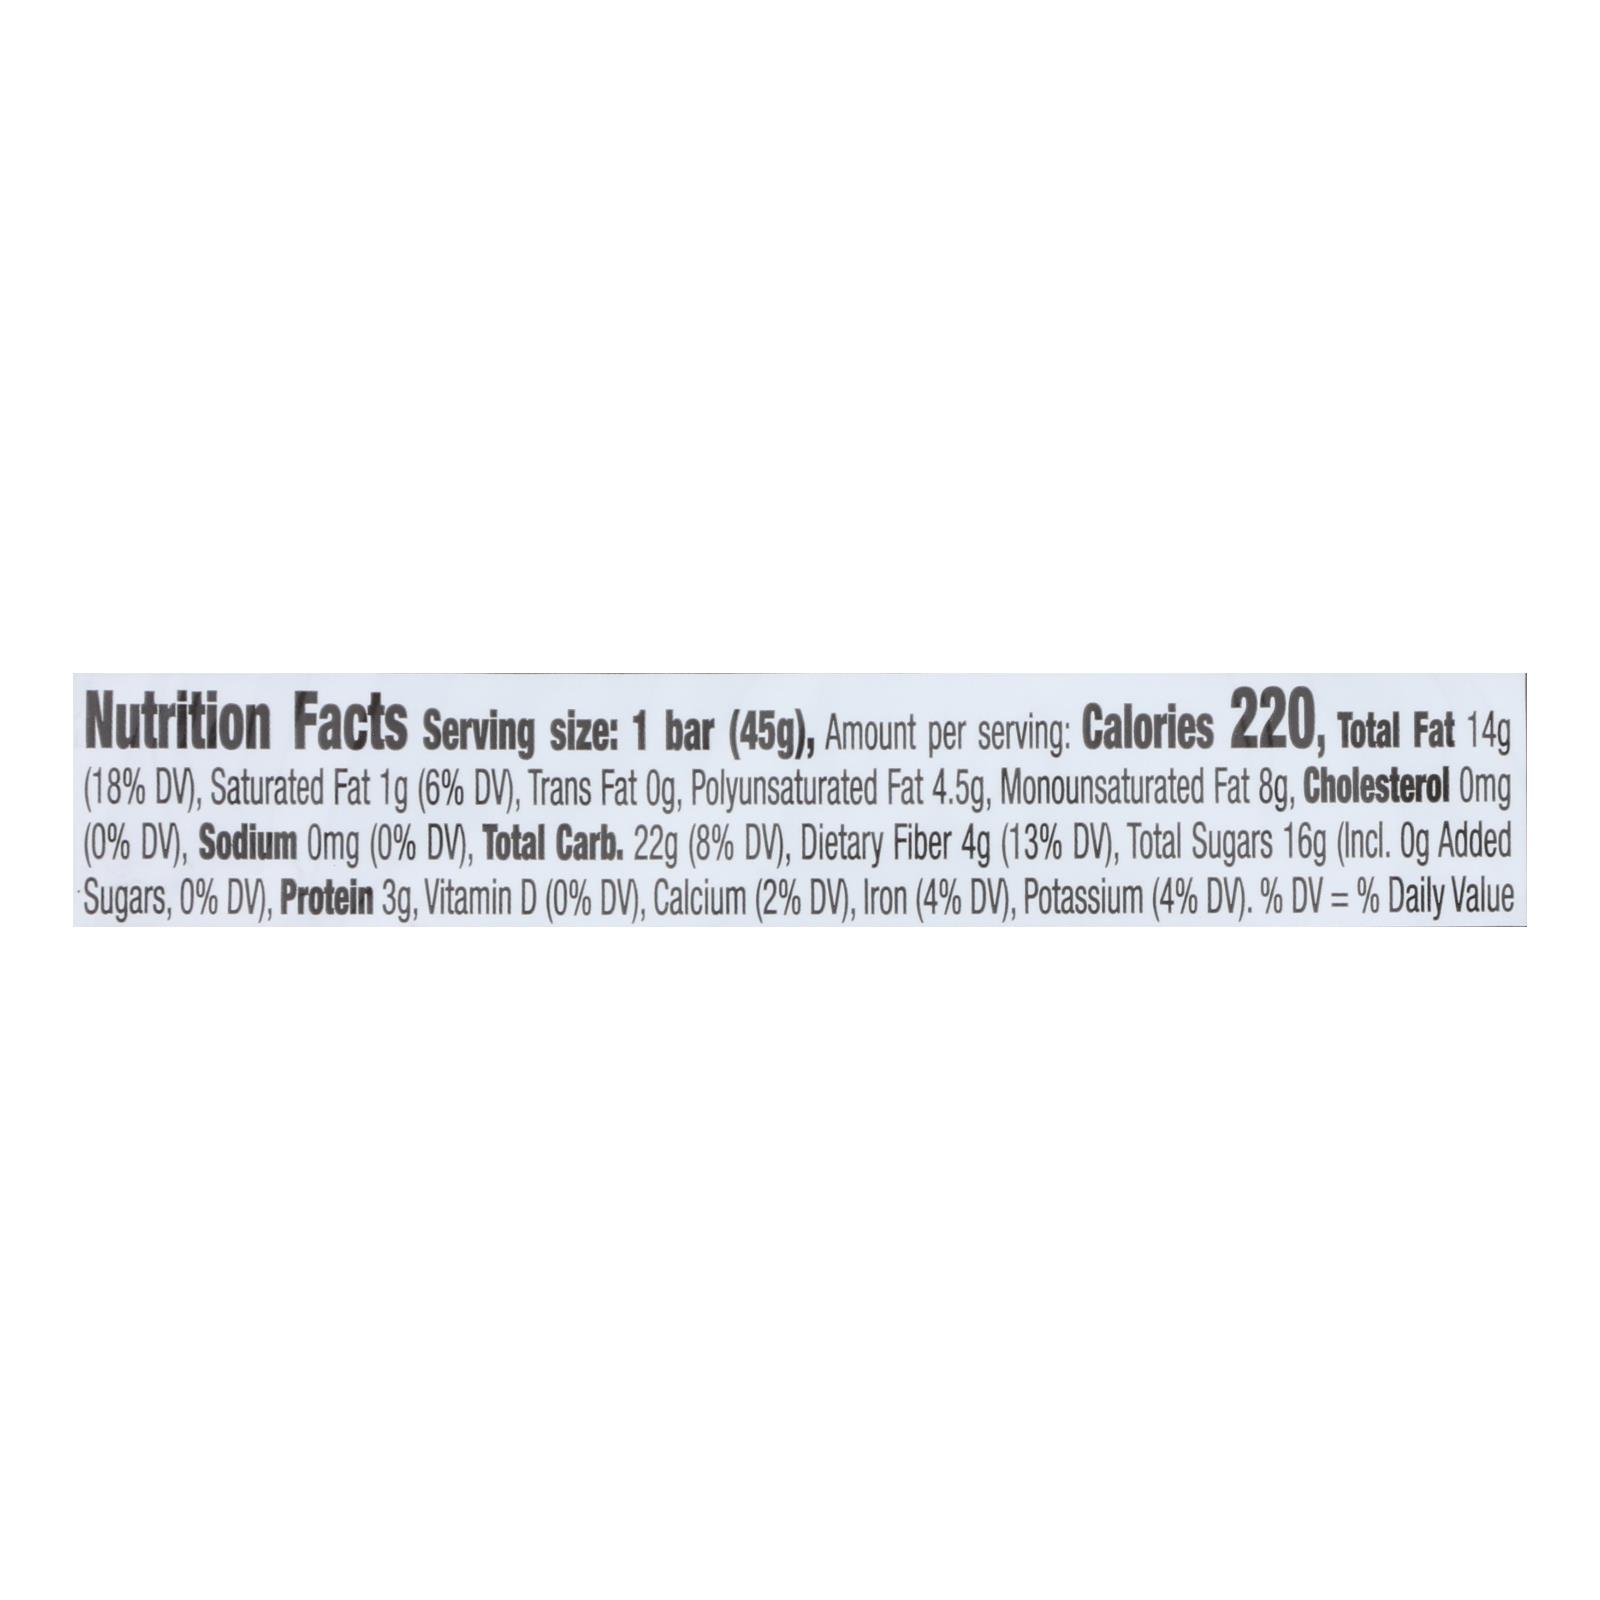 Nutrition Facts Serving size: 1 bar (45g), Amount per serving: Calories 220, Total Fat 14g
(18% DV), Saturated Fat 1g (6% DV), Trans Fat 0g, Polyunsaturated Fat 4.5g, Monounsaturated Fat 8g, Cholesterol 0mg
(0% DV), Sodium 0mg (0% DV), Total Carb. 22g (8% DV), Dietary Fiber 4g (13% DV), Total Sugars 16g (Incl. 0g Added
Sugars, 0% DV), Protein 3g, Vitamin D (0% DV), Calcium (2% DV), Iron (4% DV), Potassium (4% DV). % DV = % Daily Value